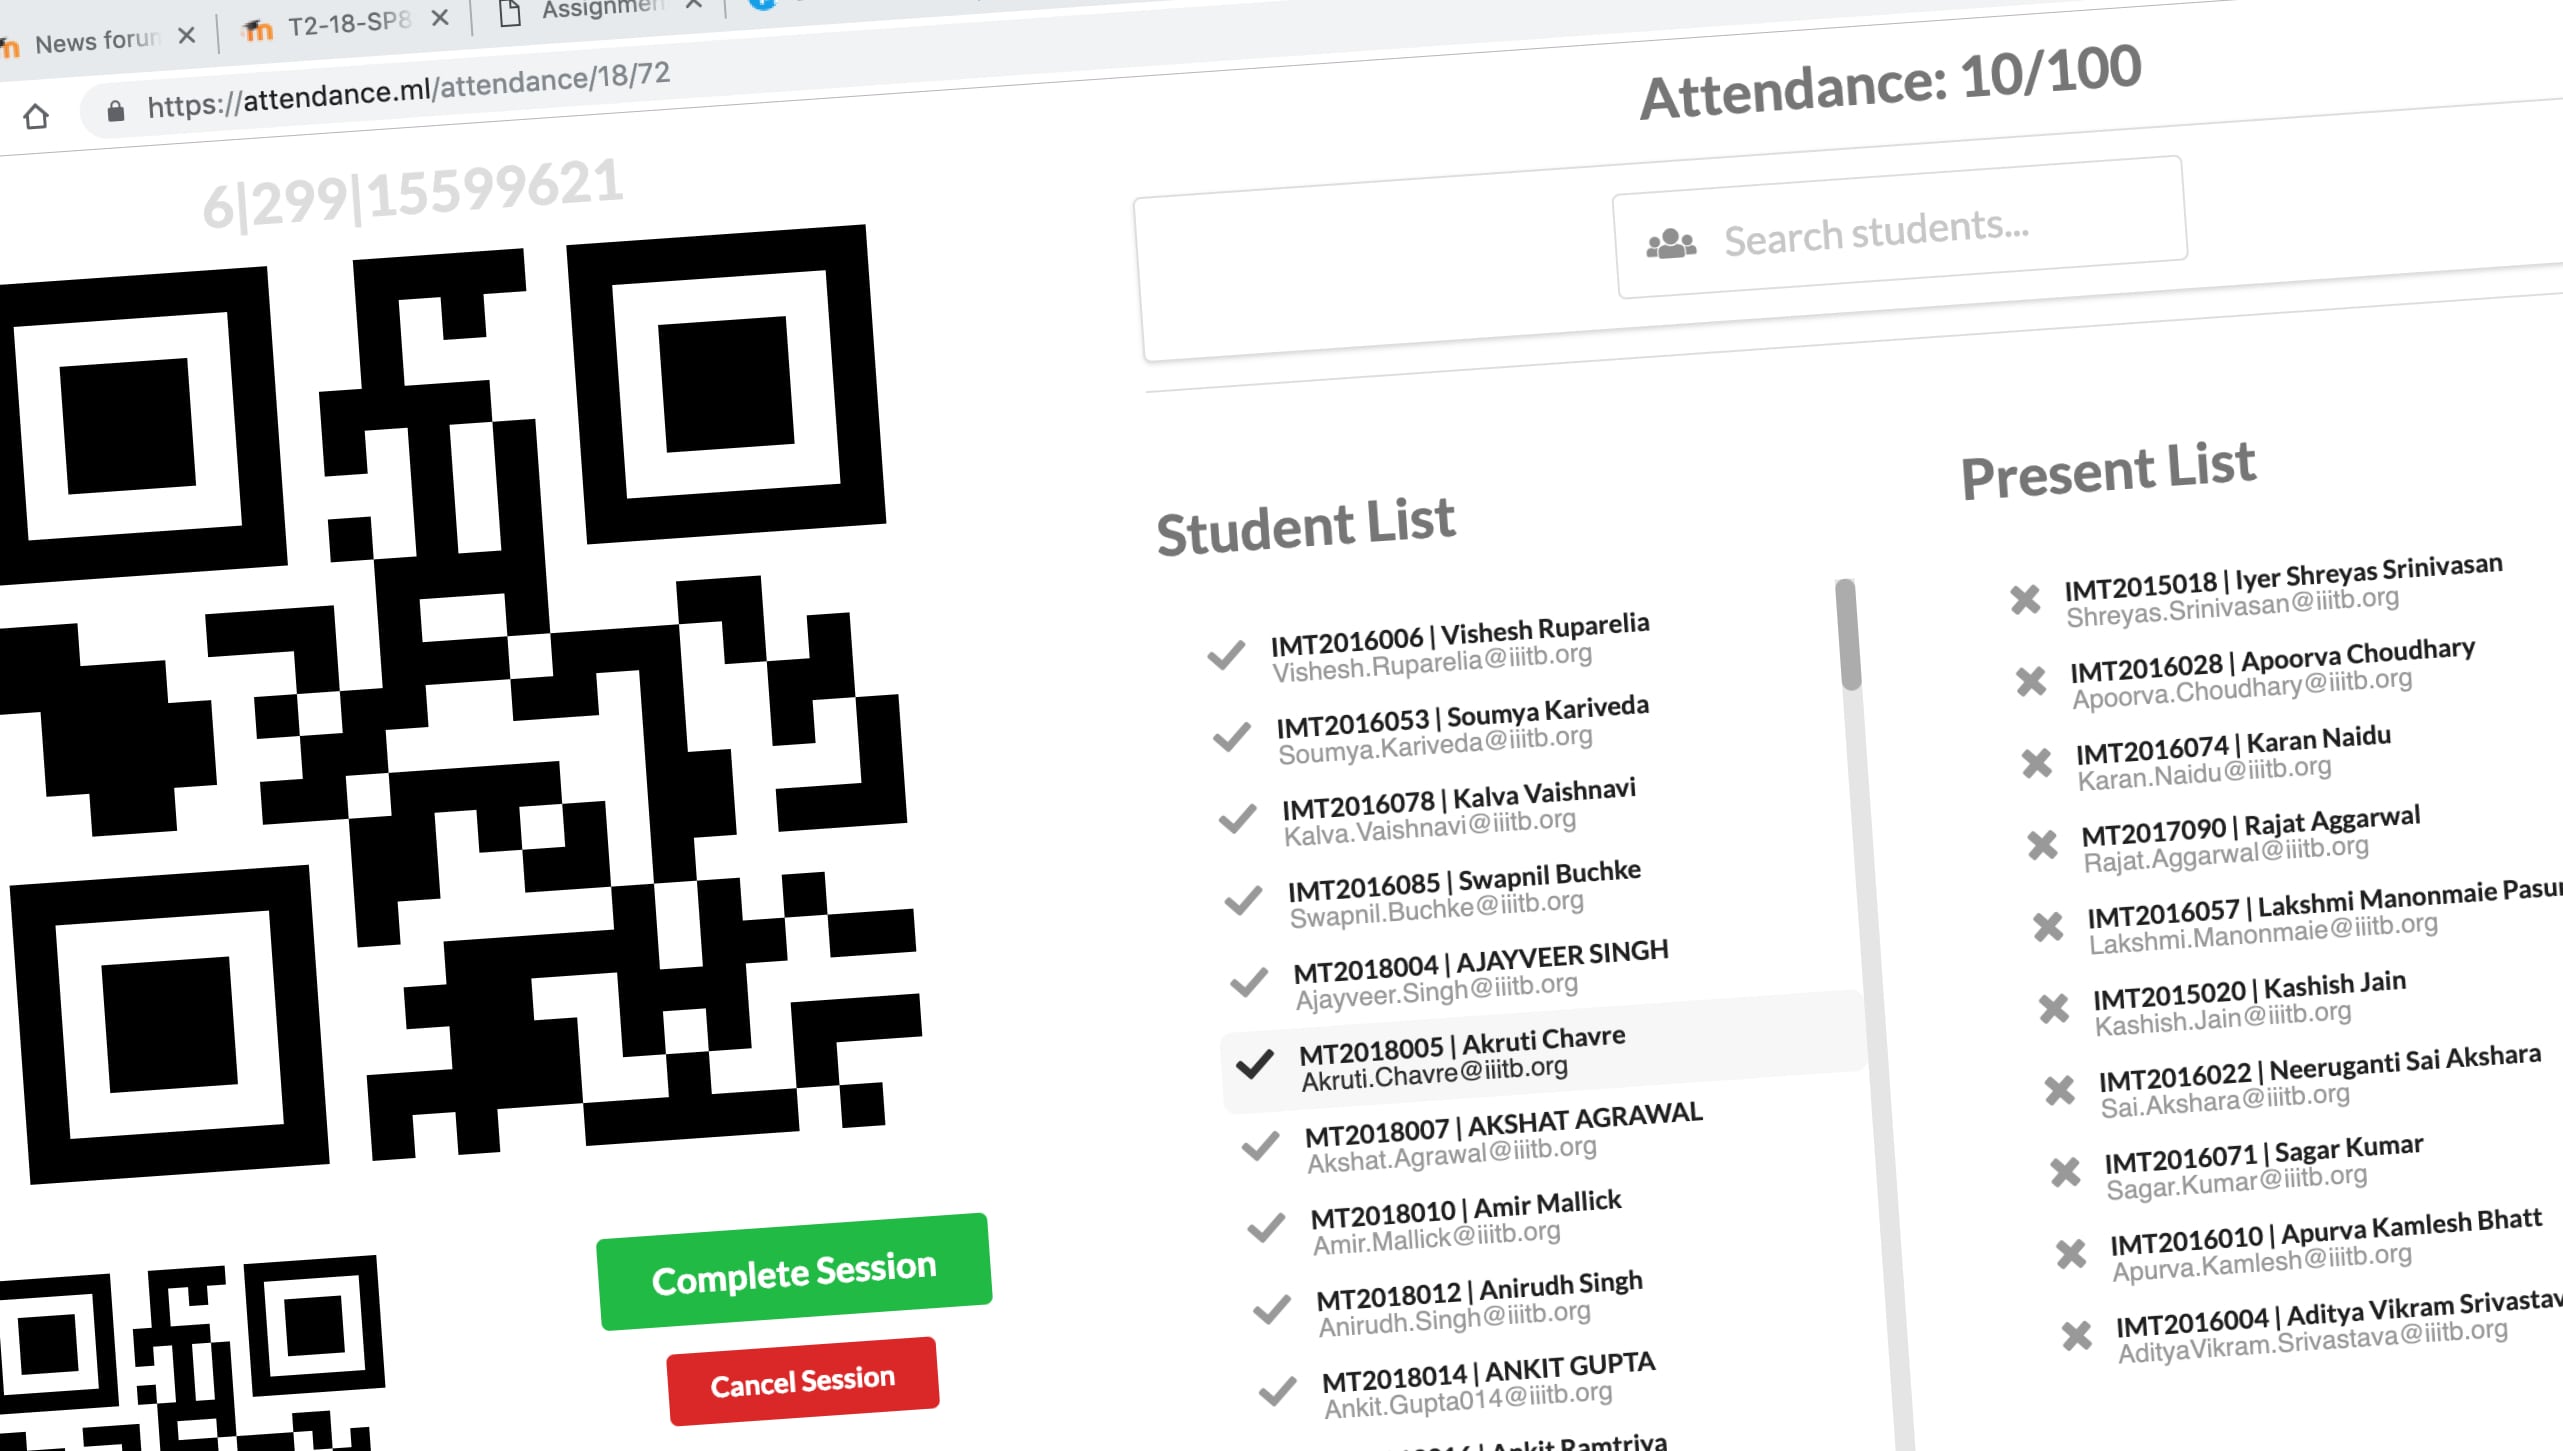 News forum
T2-18-SP8
Assignmen
https://attendance.ml/attendance/18/72
6|299|15599621
Attendance: 10/100
Search students...
Student List
IMT2016006 | Vishesh Ruparelia
Vishesh.Ruparelia@iiitb.org
IMT2016053 | Soumya Kariveda
Soumya.Kariveda@iiitb.org
IMT2016078 | Kalva Vaishnavi
Kalva.Vaishnavi@iiitb.org
IMT2016085 | Swapnil Buchke
Swapnil.Buchke@iiitb.org
MT2018004 | AJAYVEER SINGH
Ajayveer.Singh@iiitb.org
MT2018005 | Akruti Chavre
Akruti.Chavre@iiitb.org
MT2018007 | AKSHAT AGRAWAL
Akshat.Agrawal@iiitb.org
MT2018010 | Amir Mallick
Amir.Mallick@iiitb.org
MT2018012 | Anirudh Singh
Anirudh.Singh@iiitb.org
MT2018014 | ANKIT GUPTA
Ankit.Gupta014@iiitb.org
Ankit Ramtriya
Present List
IMT2015018 | Iyer Shreyas Srinivasan
Shreyas.Srinivasan@iiitb.org
IMT2016028 | Apoorva Choudhary
Apoorva.Choudhary@iiitb.org
IMT2016074 | Karan Naidu
Karan.Naidu@iiitb.org
MT2017090 | Rajat Aggarwal
Rajat.Aggarwal@iiitb.org
IMT2016057 | Lakshmi Manonmaie Pasur
Lakshmi.Manonmaie@iiitb.org
IMT2015020 | Kashish Jain
Kashish.Jain@iiitb.org
IMT2016022 | Neeruganti Sai Akshara
Sai.Akshara@iiitb.org
IMT2016071 | Sagar Kumar
Sagar.Kumar@iiitb.org
IMT2016010 | Apurva Kamlesh Bhatt
Apurva.Kamlesh@iiitb.org
IMT2016004 | Aditya Vikram Srivastav
AdityaVikram.Srivastava@iiitb.org
Complete Session
Cancel Session